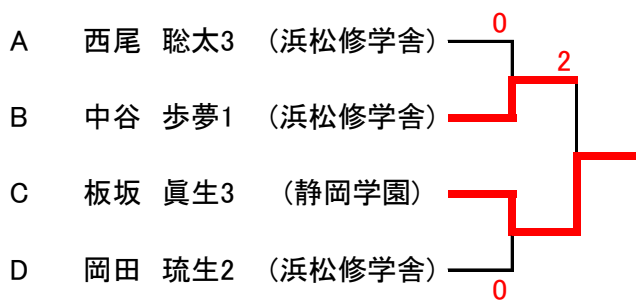 0
A 西尾 聡太3 (浜松修学舎)
2
B 中谷 歩夢1 (浜松修学舎)
C 板坂 眞生3 (静岡学園)
D 岡田 琉生2 (浜松修学舎)
0